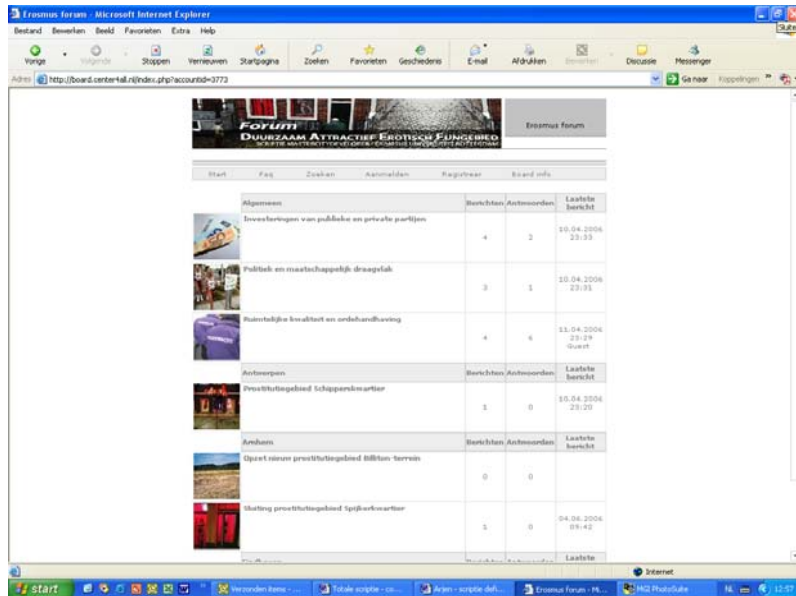 Erosmus forum - Microsoft Internet Explorer
Bestand Bewerken Beeld Favorieten Extra Help
Vorige Volgende Stoppen Vernieuwen Startpagina Zoeken Favorieten Geschiedenis E-mail Afdrukken Bewerken Discussie Messenger
Adres http://board.center4all.nl/index.php?accountid=3773 Ga naar Koppelingen
Forum
Erosmus forum
Duurzaam Attractief Erotisch Fungebied
Start Faq Zoeken Aanmelden Registreer Board info
Algemeen Berichten Antwoorden Laatste bericht
Investeringen van publieke en private partijen
4 2 10.04.2006 23:33
Politiek en maatschappelijk draagvlak
3 1 10.04.2006 23:31
Ruimtelijke kwaliteit en ordehandhaving
4 6 11.04.2006 23:29 Guest
Antwerpen Berichten Antwoorden Laatste bericht
Prostitutiegebied Schipperskwartier
1 0 10.04.2006 23:20
Arnhem Berichten Antwoorden Laatste bericht
Opzet nieuw prostitutiegebied Billiton-terrein
0 0
Sluiting prostitutiegebied Spijkerkwartier
1 0 04.06.2006 09:42
Laatste
Internet
start Verzonden items - ... Totale scriptie - co... Arjen - scriptie defi... Erosmus forum - Mi... MGI PhotoSuite NL 12:57